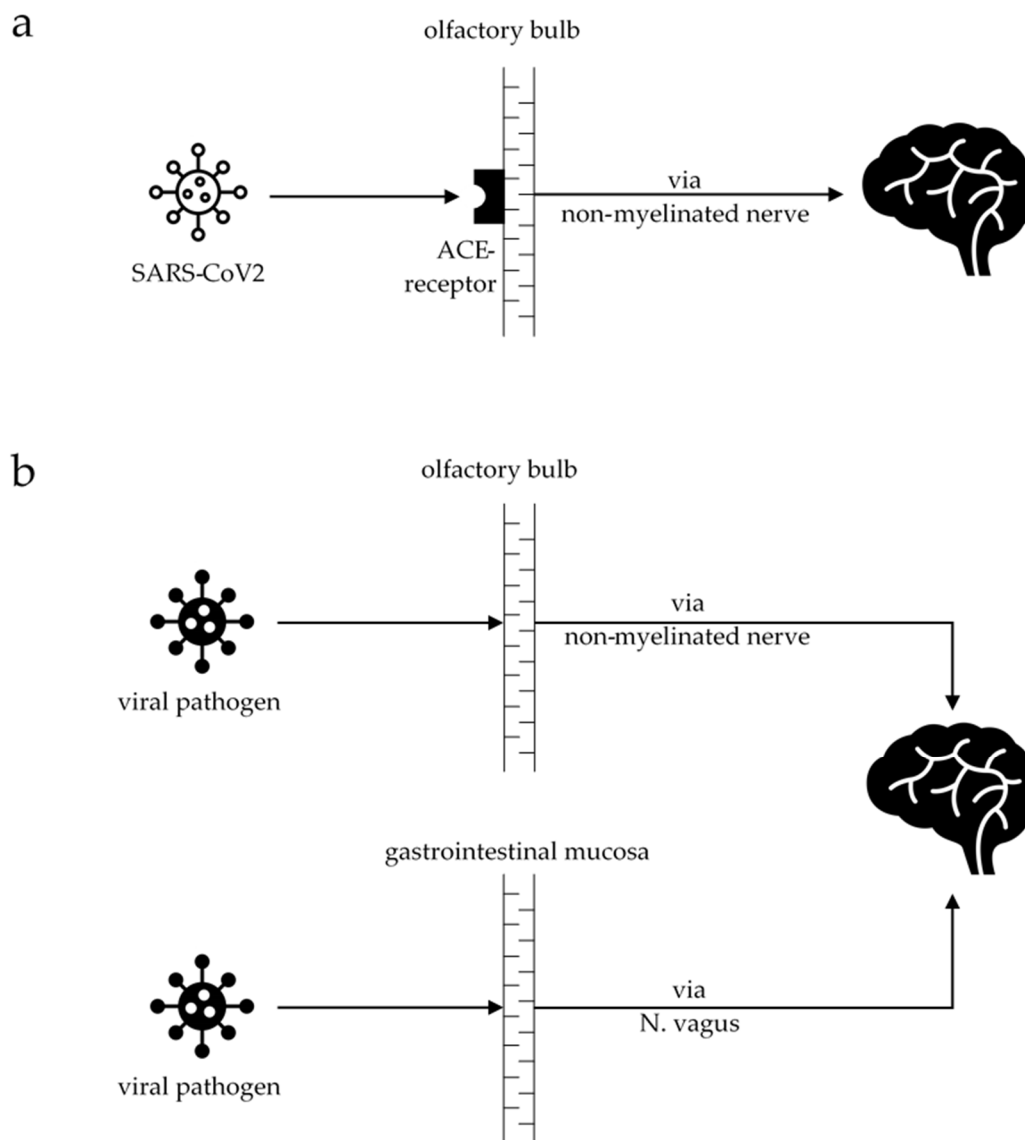 a
olfactory bulb
SARS-CoV2
ACE-
receptor
via
non-myelinated nerve
b
olfactory bulb
viral pathogen
via
non-myelinated nerve
gastrointestinal mucosa
viral pathogen
via
N. vagus